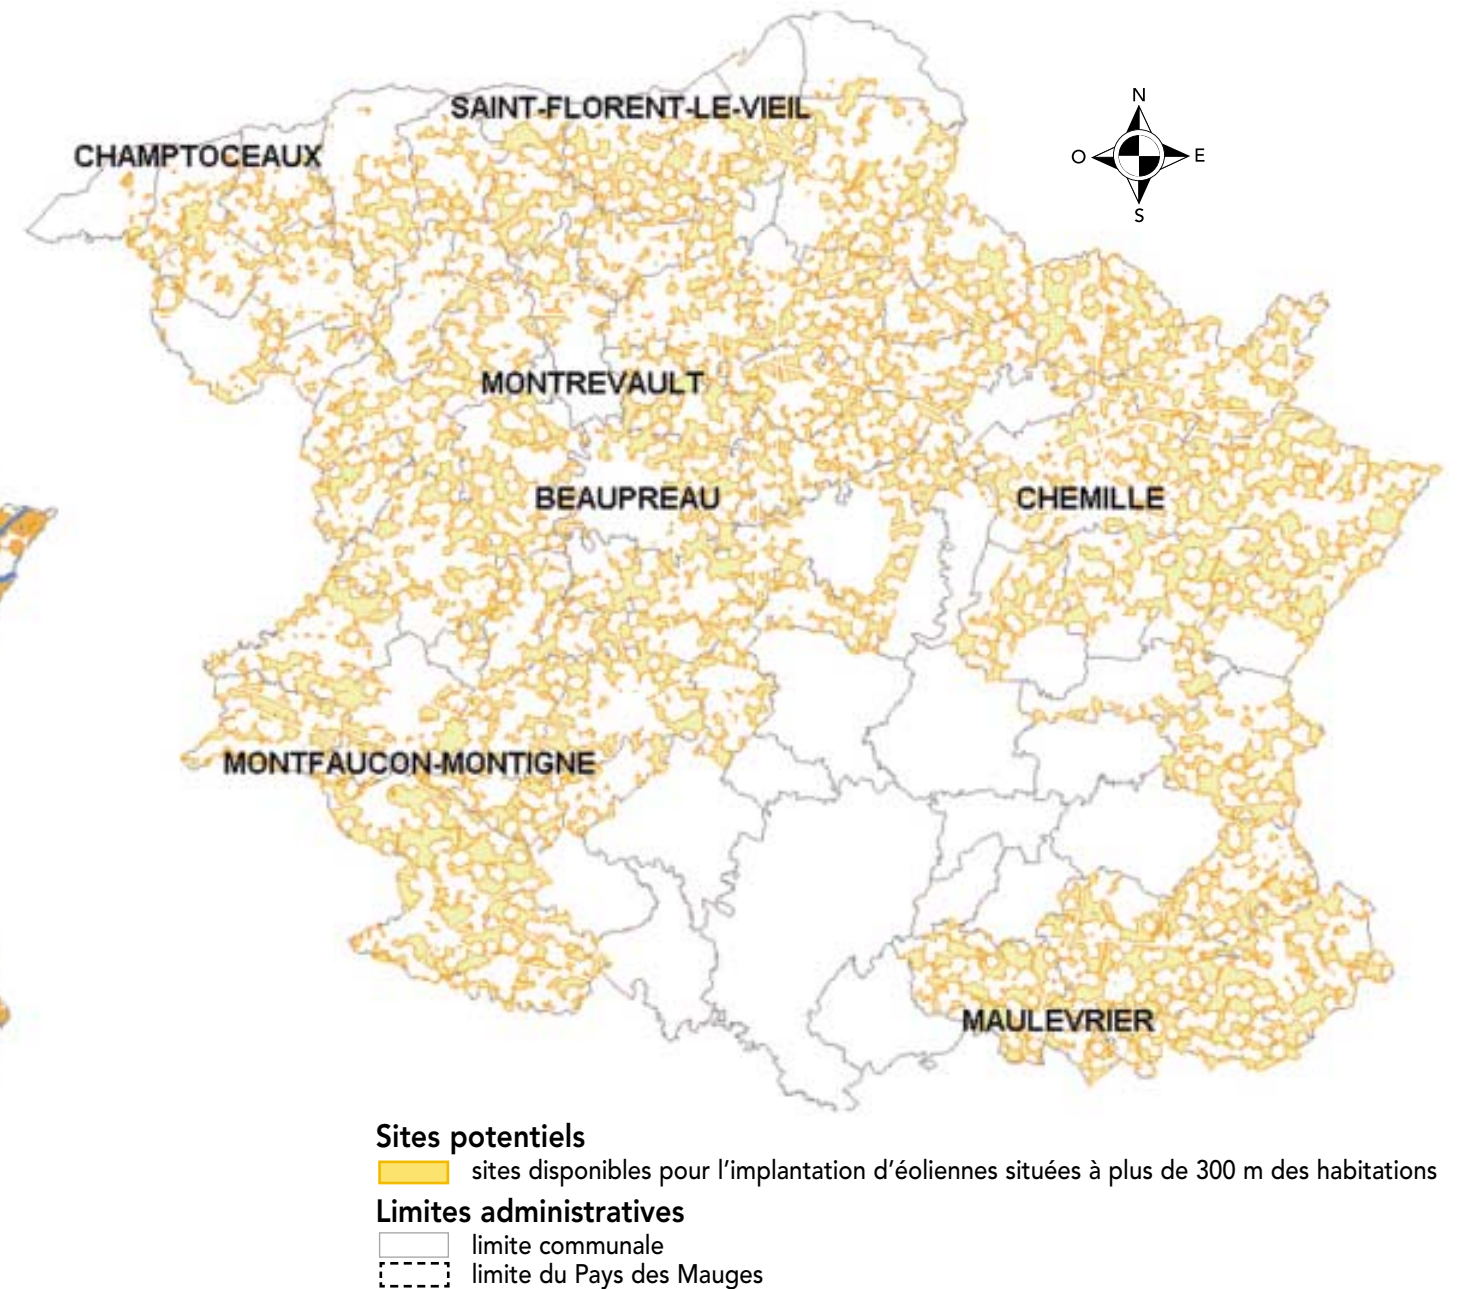 SAINT-FLORENT-LE-VIEIL
N
CHAMPTOCEAUX
O
E
S
MONTREVAULT
BEAUPREAU
CHEMILLE
MONTFAUCON-MONTIGNE
MAULEVRIER
Sites potentiels
sites disponibles pour l'implantation d'éoliennes situées à plus de 300 m des habitations
Limites administratives
limite communale
limite du Pays des Mauges